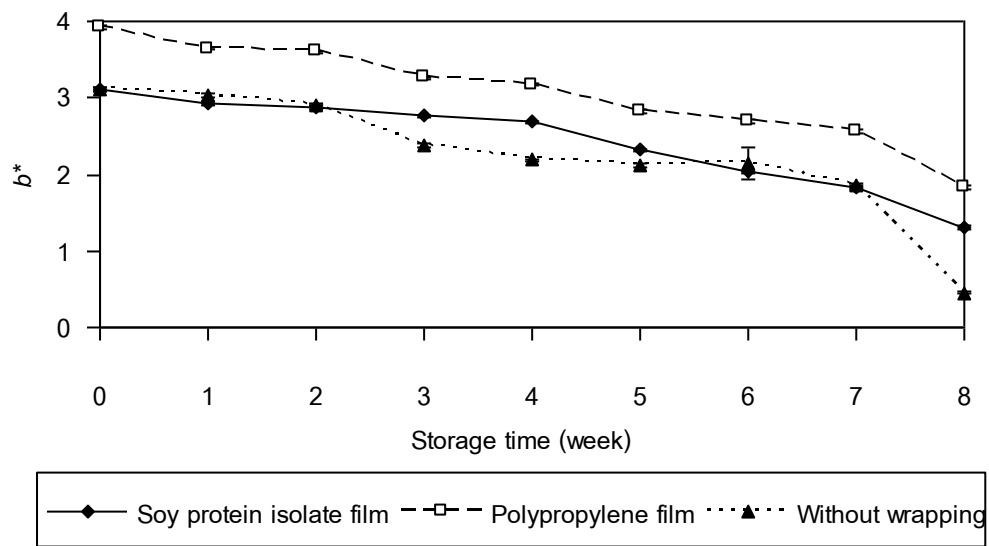 4
3
2
1
0
b*
0 1 2 3 4 5 6 7 8
Storage time (week)
Soy protein isolate film Polypropylene film Without wrapping